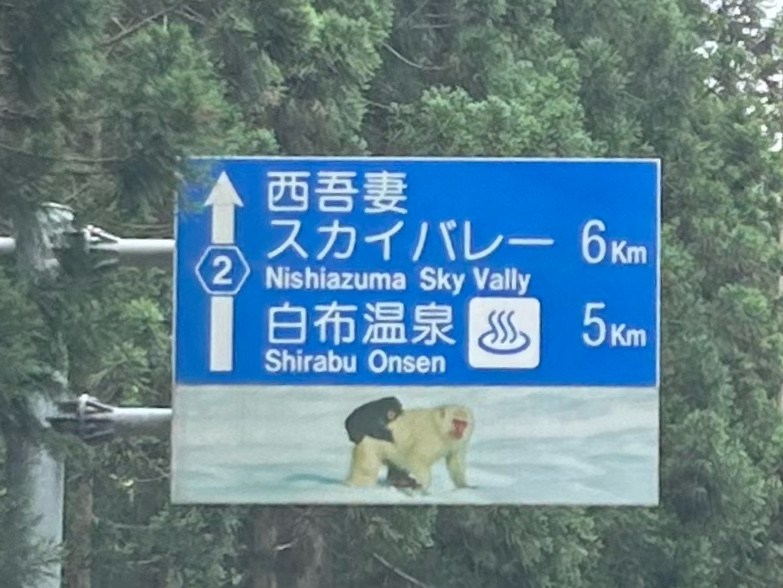 西吾妻
スカイバレー 6Km
2
Nishiazuma Sky Vally
白布温泉 5Km
Shirabu Onsen